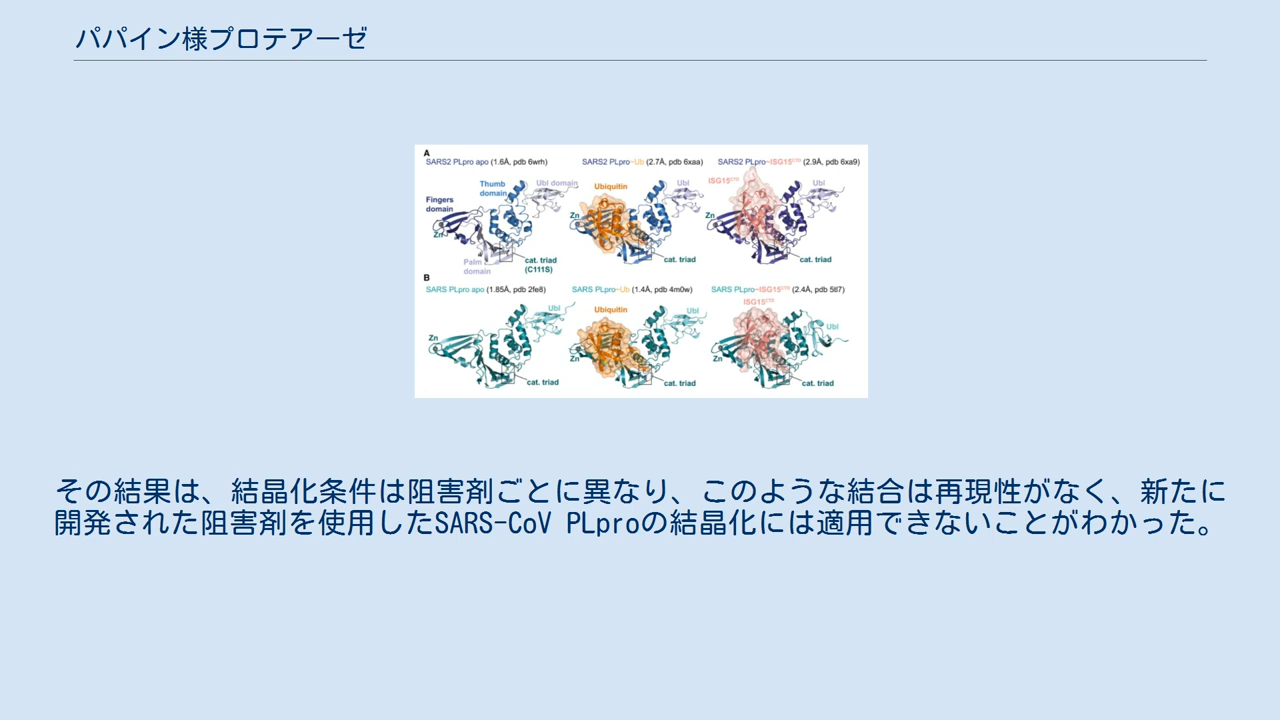 パパイン様プロテアーゼ
A
SARS2 PLpro apo (1.6Å, pdb 6wrh)
SARS2 PLpro~Ub (2.7Å, pdb 6xaa)
SARS2 PLpro~ISG15CTD (2.9Å, pdb 6xa9)
Thumb
domain
Ubl domain
Fingers
domain
Zn
Palm
domain
cat. triad
(C111S)
Ubiquitin
Ubl
Zn
cat. triad
ISG15CTD
Ubl
Zn
cat. triad
B
SARS PLpro apo (1.85Å, pdb 2fe8)
SARS PLpro~Ub (1.4Å, pdb 4m0w)
SARS PLpro~ISG15CTD (2.4Å, pdb 5tl7)
Ubl
Zn
cat. triad
Ubiquitin
Ubl
Zn
cat. triad
ISG15CTD
Ubl
Zn
cat. triad
その結果は、結晶化条件は阻害剤ごとに異なり、このような結合は再現性がなく、新たに
開発された阻害剤を使用したSARS-CoV PLproの結晶化には適用できないことがわかった。